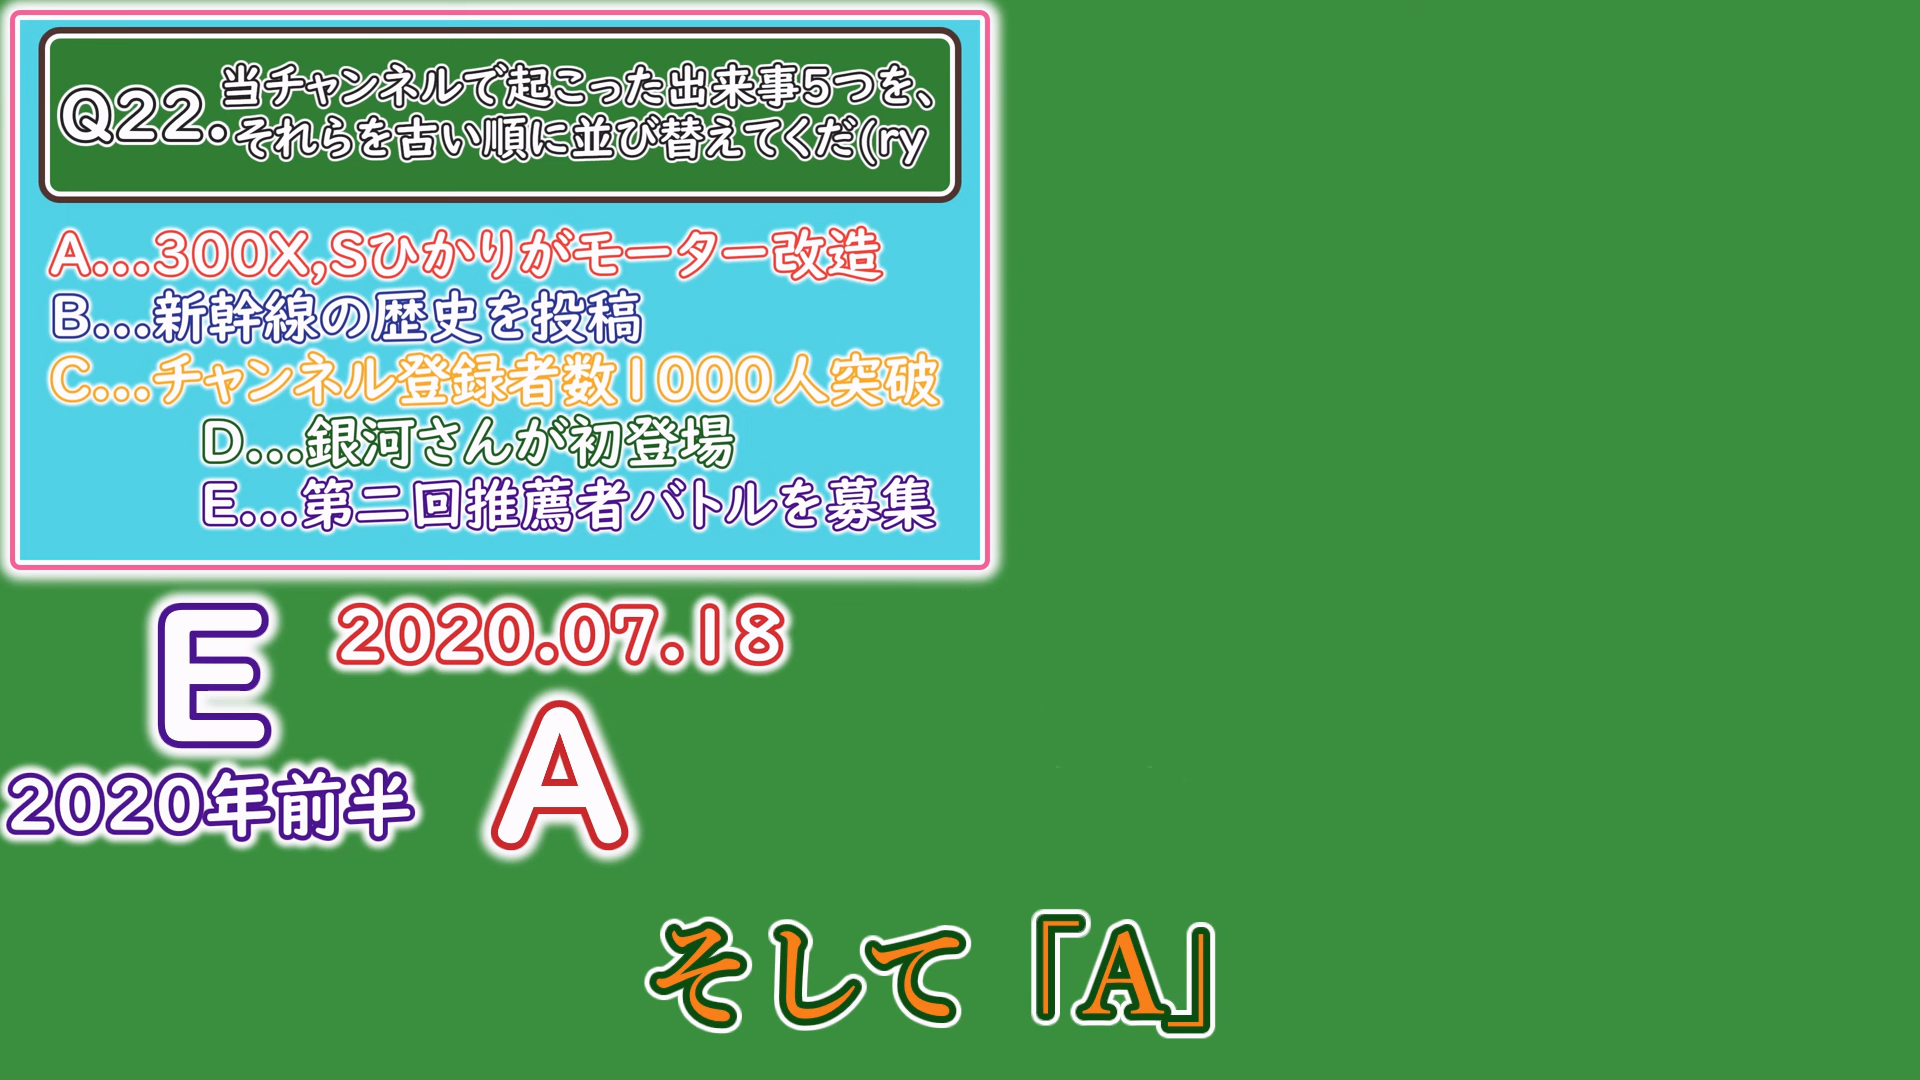 Q22.
当チャンネルで起こった出来事5つを、
それらを古い順に並び替えてくだ(ry
A...300X,Sひかりがモーター改造
B...新幹線の歴史を投稿
C...チャンネル登録者数1000人突破
D...銀河さんが初登場
E...第二回推薦者バトルを募集
E
2020年前半
2020.07.18
A
そして「A」